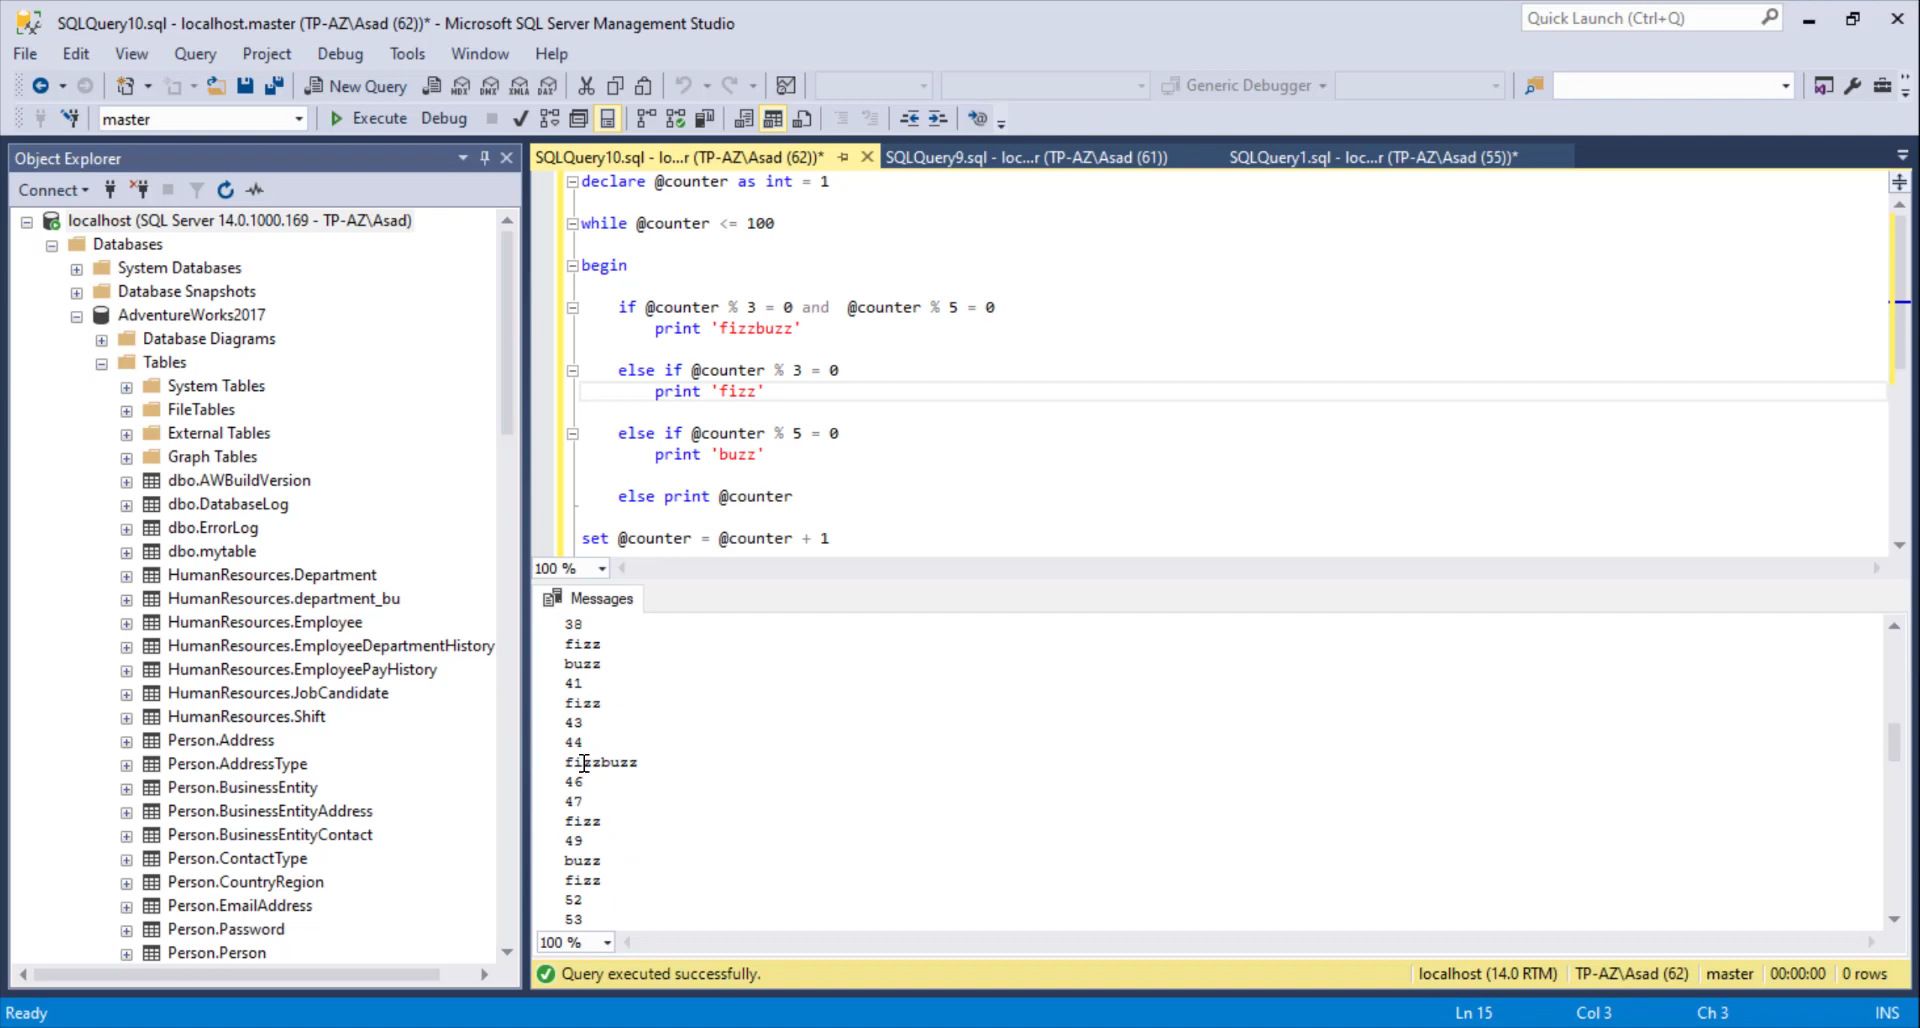 SQLQuery10.sql - localhost.master (TP-AZ\Asad (62))* - Microsoft SQL Server Management Studio
Quick Launch (Ctrl+Q)
File Edit View Query Project Debug Tools Window Help
New Query
MDX DMX XMLA DAX
Generic Debugger
master
Execute Debug
Object Explorer
SQLQuery10.sql - lo...r (TP-AZ\Asad (62))*
SQLQuery9.sql - loc...r (TP-AZ\Asad (61))
SQLQuery1.sql - loc...r (TP-AZ\Asad (55))*
Connect
localhost (SQL Server 14.0.1000.169 - TP-AZ\Asad)
Databases
System Databases
Database Snapshots
AdventureWorks2017
Database Diagrams
Tables
System Tables
FileTables
External Tables
Graph Tables
dbo.AWBuildVersion
dbo.DatabaseLog
dbo.ErrorLog
dbo.mytable
HumanResources.Department
HumanResources.department_bu
HumanResources.Employee
HumanResources.EmployeeDepartmentHistory
HumanResources.EmployeePayHistory
HumanResources.JobCandidate
HumanResources.Shift
Person.Address
Person.AddressType
Person.BusinessEntity
Person.BusinessEntityAddress
Person.BusinessEntityContact
Person.ContactType
Person.CountryRegion
Person.EmailAddress
Person.Password
Person.Person
declare @counter as int = 1
while @counter <= 100
begin
if @counter % 3 = 0 and  @counter % 5 = 0
print 'fizzbuzz'
else if @counter % 3 = 0
print 'fizz'
else if @counter % 5 = 0
print 'buzz'
else print @counter
set @counter = @counter + 1
100 %
Messages
38
fizz
buzz
41
fizz
43
44
fizzbuzz
46
47
fizz
49
buzz
fizz
52
53
100 %
Query executed successfully.
localhost (14.0 RTM) TP-AZ\Asad (62) master 00:00:00 0 rows
Ready
Ln 15 Col 3 Ch 3 INS